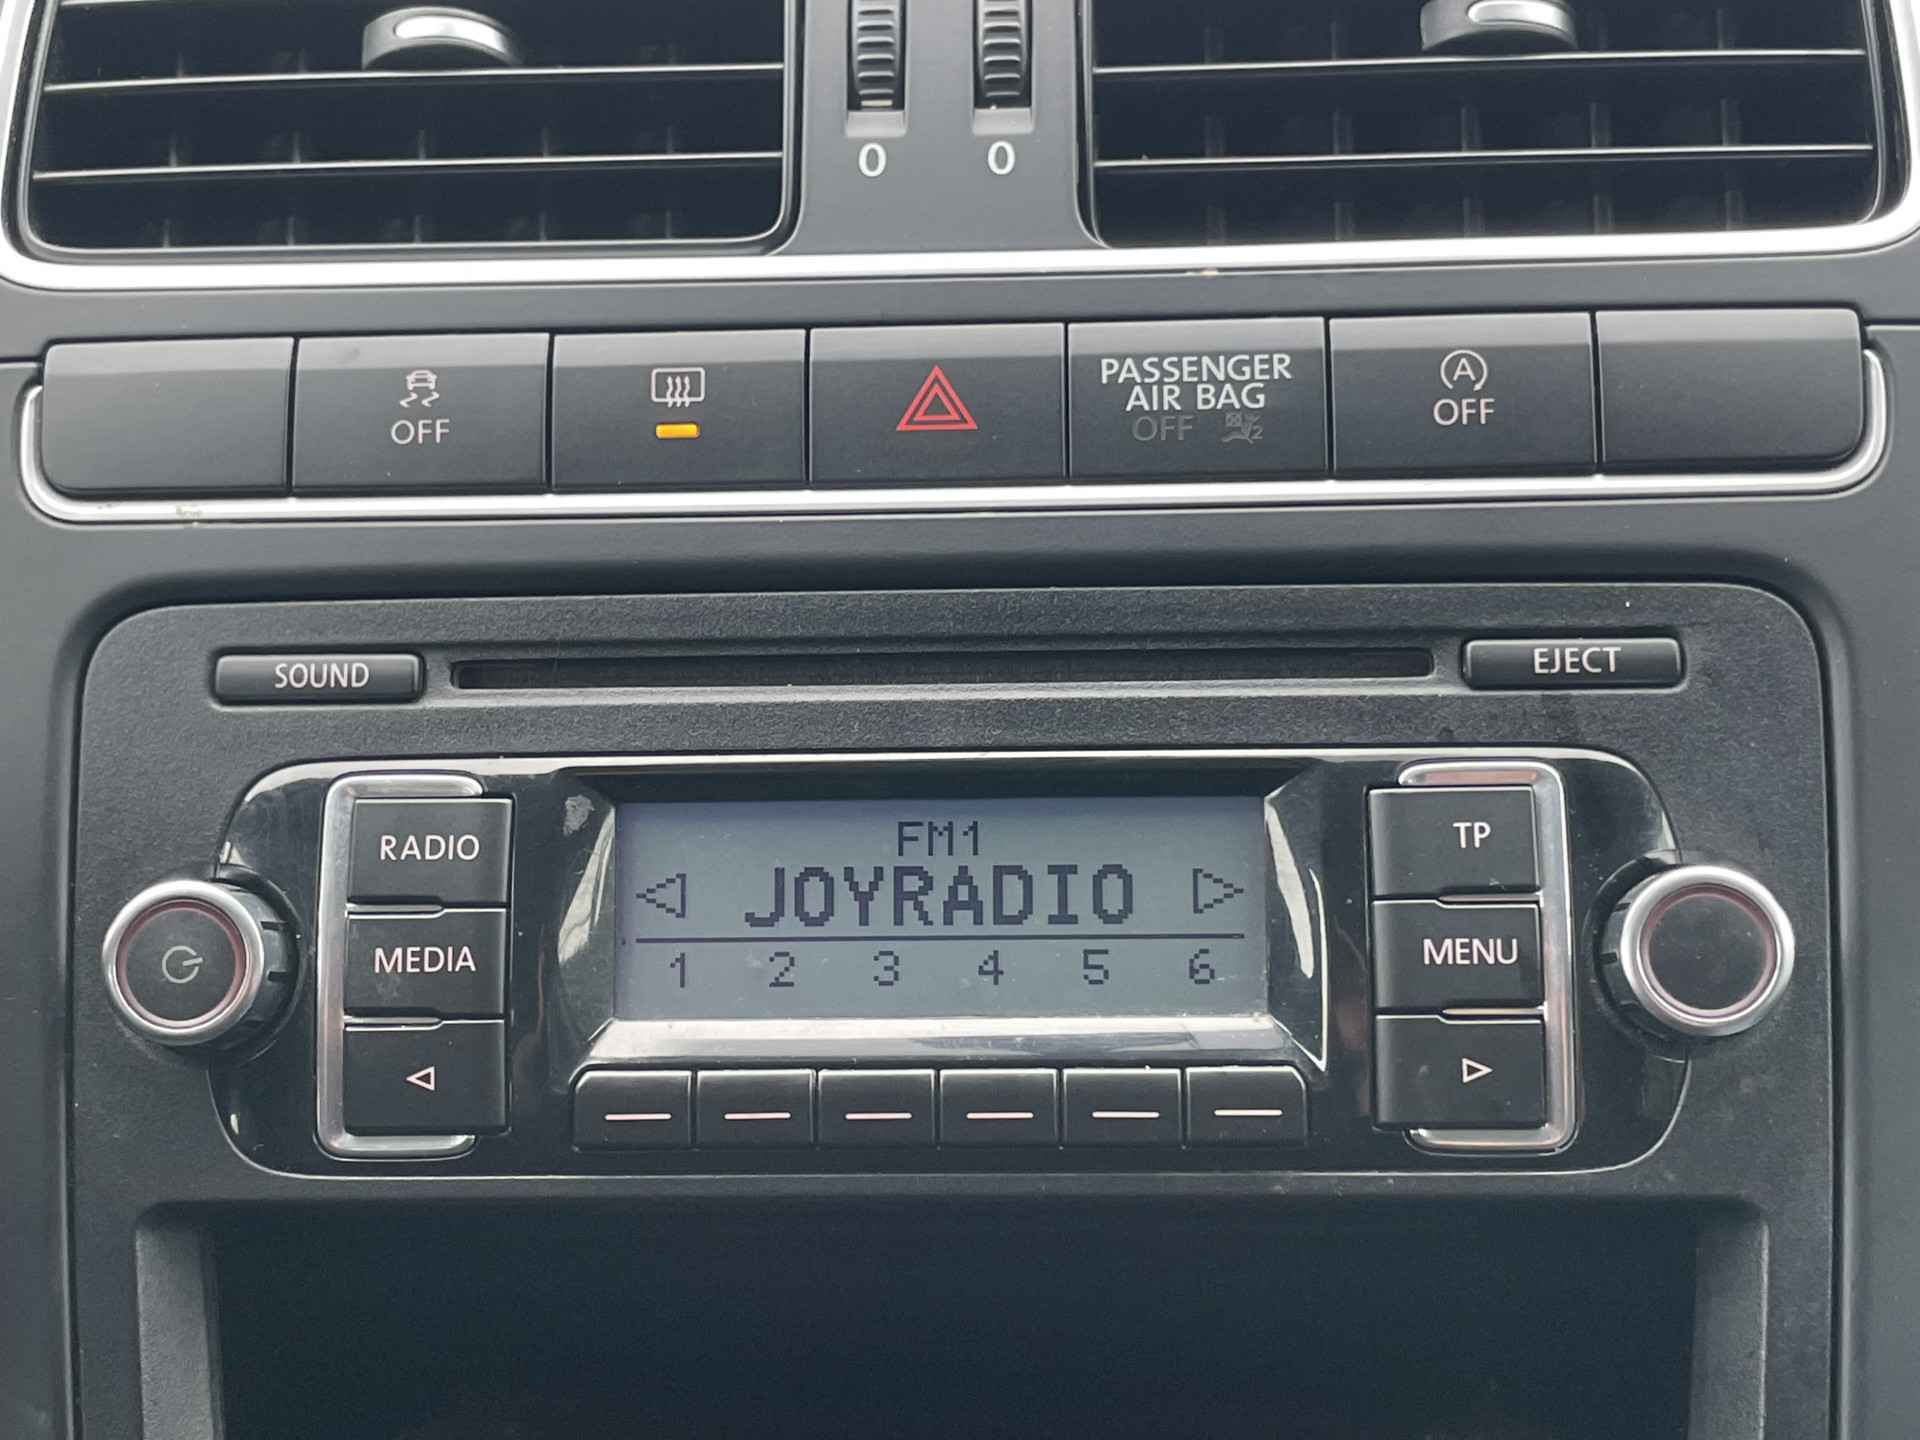 0 0
OFF
PASSENGER
AIR BAG
OFF 2
A
OFF
SOUND
EJECT
RADIO
FM1
TP
JOYRADIO
MEDIA
1 2 3 4 5 6
MENU